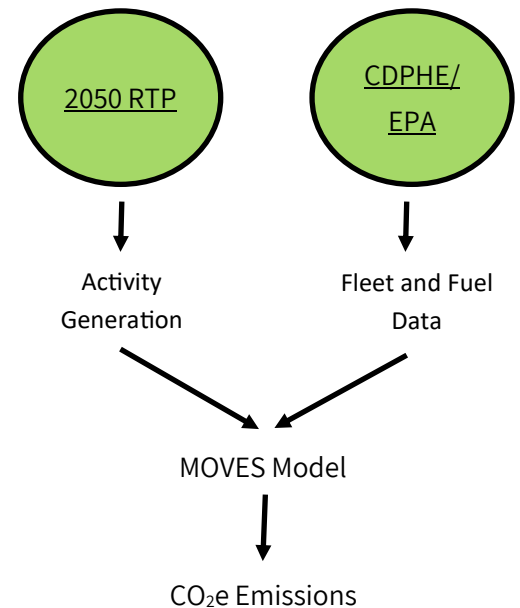 2050 RTP
CDPHE/
EPA
Activity
Generation
Fleet and Fuel
Data
MOVES Model
CO₂e Emissions